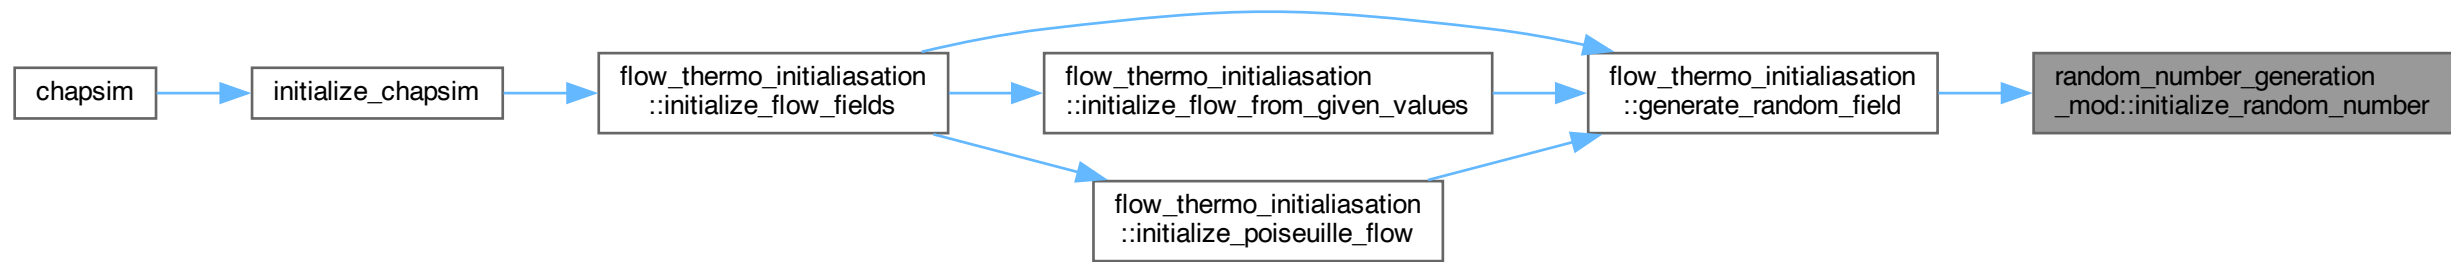 chapsim
initialize_chapsim
flow_thermo_initialiasation
::initialize_flow_fields
flow_thermo_initialiasation
::initialize_flow_from_given_values
flow_thermo_initialiasation
::initialize_poiseuille_flow
flow_thermo_initialiasation
::generate_random_field
random_number_generation
_mod::initialize_random_number